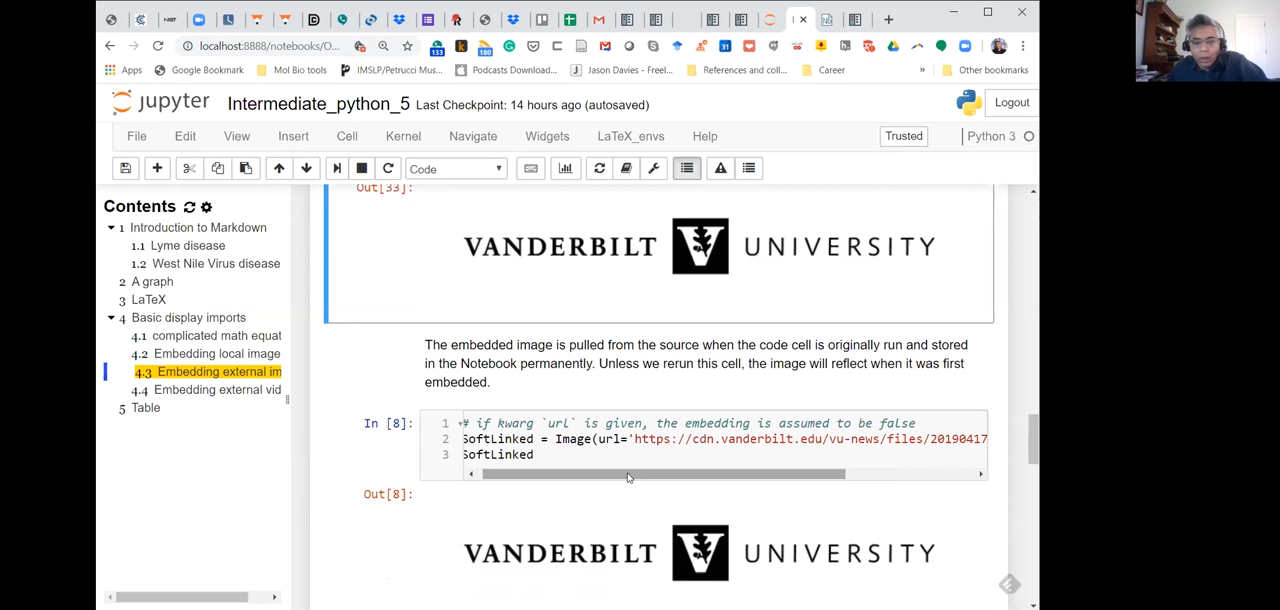 NIST
133
180
31
localhost:8888/notebooks/O...
Apps
Google Bookmark
Mol Bio tools
IMSLP/Petrucci Mus...
Podcasts Download...
Jason Davies - Freel...
References and coll...
Career
»
Other bookmarks
jupyter
Intermediate_python_5 Last Checkpoint: 14 hours ago (autosaved)
Logout
File
Edit
View
Insert
Cell
Kernel
Navigate
Widgets
LaTeX_envs
Help
Trusted
Python 3
Code
Contents
1 Introduction to Markdown
1.1 Lyme disease
1.2 West Nile Virus disease
2 A graph
3 LaTeX
4 Basic display imports
4.1 complicated math equat
4.2 Embedding local image
4.3 Embedding external im
4.4 Embedding external vid
5 Table
Out[33]:
VANDERBILT V UNIVERSITY
The embedded image is pulled from the source when the code cell is originally run and stored
in the Notebook permanently. Unless we rerun this cell, the image will reflect when it was first
embedded.
In [8]:
1 # if kwarg `url` is given, the embedding is assumed to be false
2 SoftLinked = Image(url='https://cdn.vanderbilt.edu/vu-news/files/20190417
3 SoftLinked
Out[8]:
VANDERBILT V UNIVERSITY